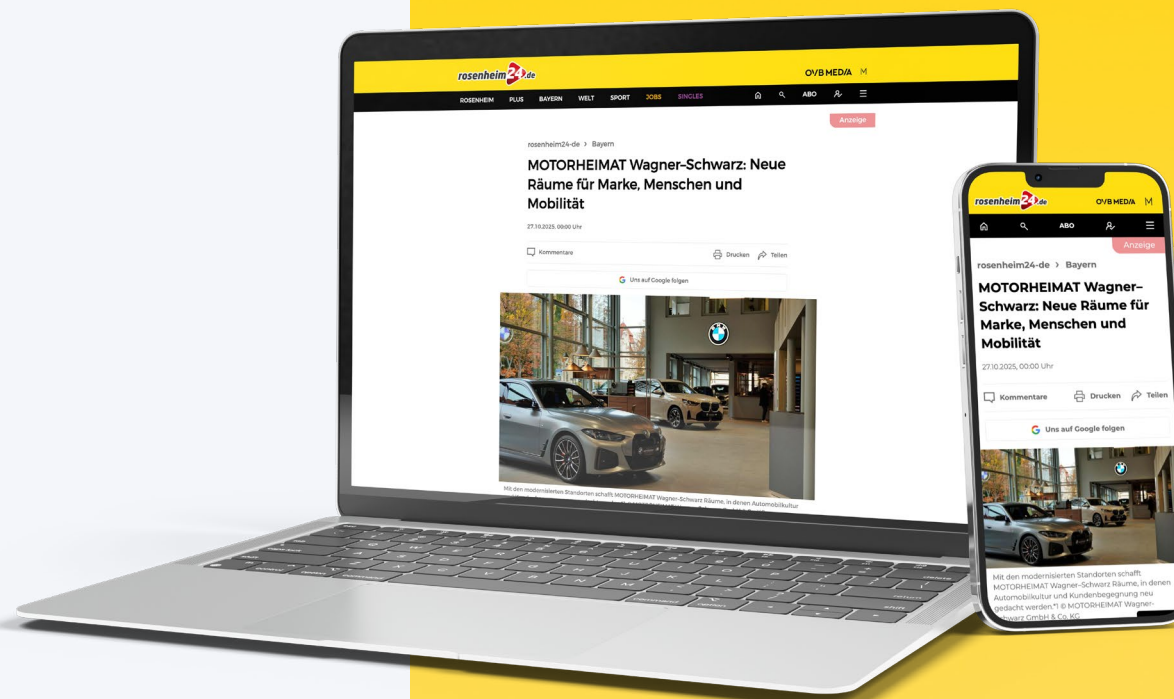 rosenheim24.de
OVB MEDIA M
ROSENHEIM PLUS BAYERN WELT SPORT JOBS SINGLES ABO
Anzeige
rosenheim24-de > Bayern
MOTORHEIMAT Wagner–Schwarz: Neue
Räume für Marke, Menschen und
Mobilität
27.10.2025, 00:00 Uhr
Kommentare Drucken Teilen
Uns auf Google folgen
Mit den modernisierten Standorten schafft MOTORHEIMAT Wagner-Schwarz Räume, in denen Automobilkultur
rosenheim24.de
OVB MEDIA M
ABO
Anzeige
rosenheim24-de > Bayern
MOTORHEIMAT Wagner–
Schwarz: Neue Räume für
Marke, Menschen und
Mobilität
27.10.2025, 00:00 Uhr
Kommentare Drucken Teilen
Uns auf Google folgen
Mit den modernisierten Standorten schafft
MOTORHEIMAT Wagner-Schwarz Räume, in denen
Automobilkultur und Kundenbegegnung neu
gedacht werden.*1 © MOTORHEIMAT Wagner-
Schwarz GmbH & Co. KG